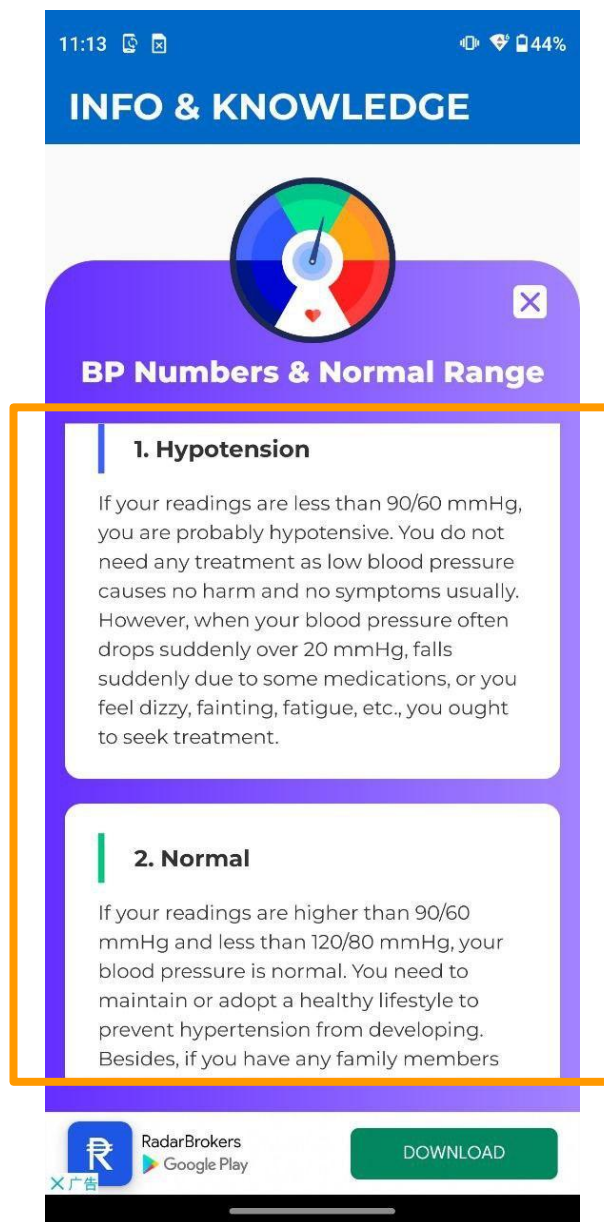 11:13
44%
INFO & KNOWLEDGE
BP Numbers & Normal Range
1. Hypotension
If your readings are less than 90/60 mmHg,
you are probably hypotensive. You do not
need any treatment as low blood pressure
causes no harm and no symptoms usually.
However, when your blood pressure often
drops suddenly over 20 mmHg, falls
suddenly due to some medications, or you
feel dizzy, fainting, fatigue, etc., you ought
to seek treatment.
2. Normal
If your readings are higher than 90/60
mmHg and less than 120/80 mmHg, your
blood pressure is normal. You need to
maintain or adopt a healthy lifestyle to
prevent hypertension from developing.
Besides, if you have any family members
RadarBrokers
Google Play
DOWNLOAD
广告